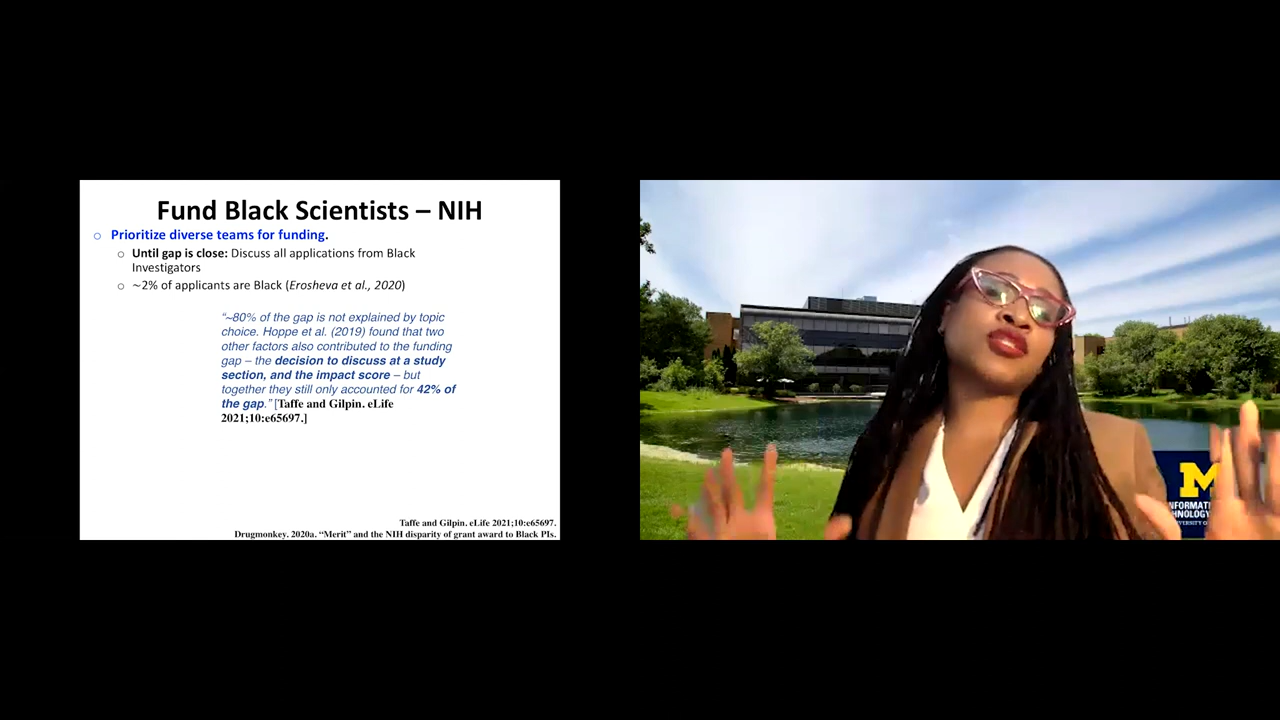 Fund Black Scientists – NIH
o Prioritize diverse teams for funding.
o Until gap is close: Discuss all applications from Black
Investigators
o ~2% of applicants are Black (Erosheva et al., 2020)
“~80% of the gap is not explained by topic
choice. Hoppe et al. (2019) found that two
other factors also contributed to the funding
gap – the decision to discuss at a study
section, and the impact score – but
together they still only accounted for 42% of
the gap.” [Taffe and Gilpin. eLife
2021;10:e65697.]
Taffe and Gilpin. eLife 2021;10:e65697.
Drugmonkey. 2020a. “Merit” and the NIH disparity of grant award to Black PIs.
M